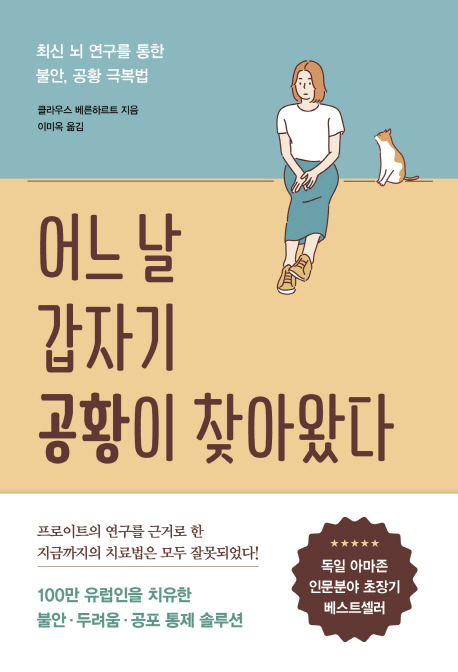 최신 뇌 연구를 통한
불안, 공황 극복법
클라우스 베른하르트 지음
이미옥 옮김
어느 날
갑자기
공황이 찾아왔다
프로이트의 연구를 근거로 한
지금까지의 치료법은 모두 잘못되었다!
100만 유럽인을 치유한
불안·두려움·공포 통제 솔루션
★★★★★
독일 아마존
인문분야 초장기
베스트셀러